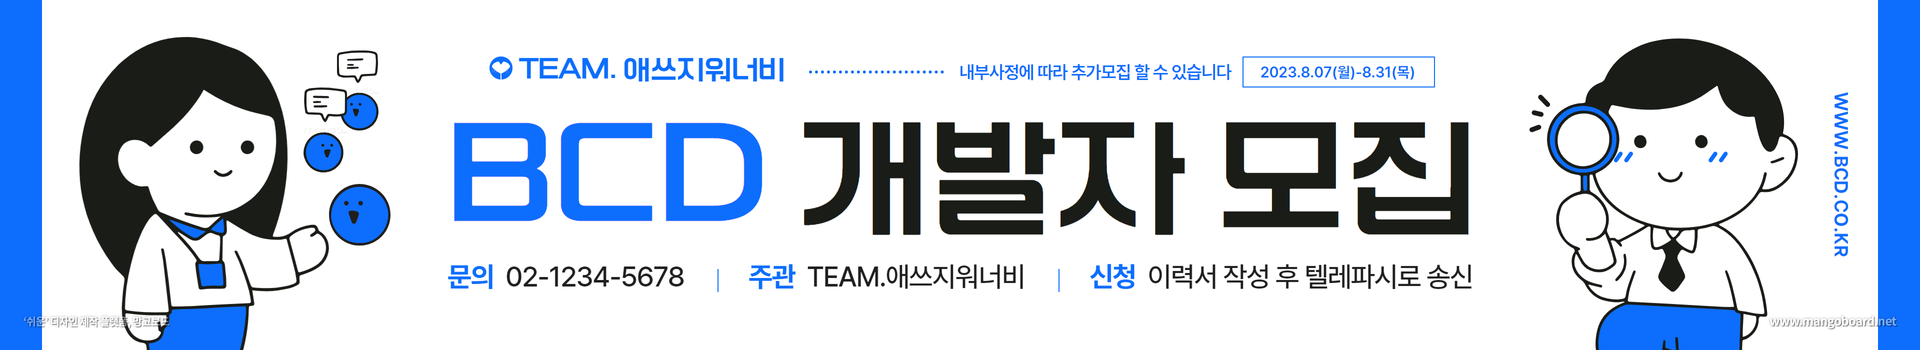 TEAM. 애쓰지워너비
내부사정에 따라 추가모집 할 수 있습니다
2023.8.07(월)-8.31(목)
BCD 개발자 모집
문의 02-1234-5678 | 주관 TEAM.애쓰지워너비 | 신청 이력서 작성 후 텔레파시로 송신
WWW.BCD.CO.KR
'쉬운' 디자인 제작 플랫폼, 망고보드
www.mangoboard.net